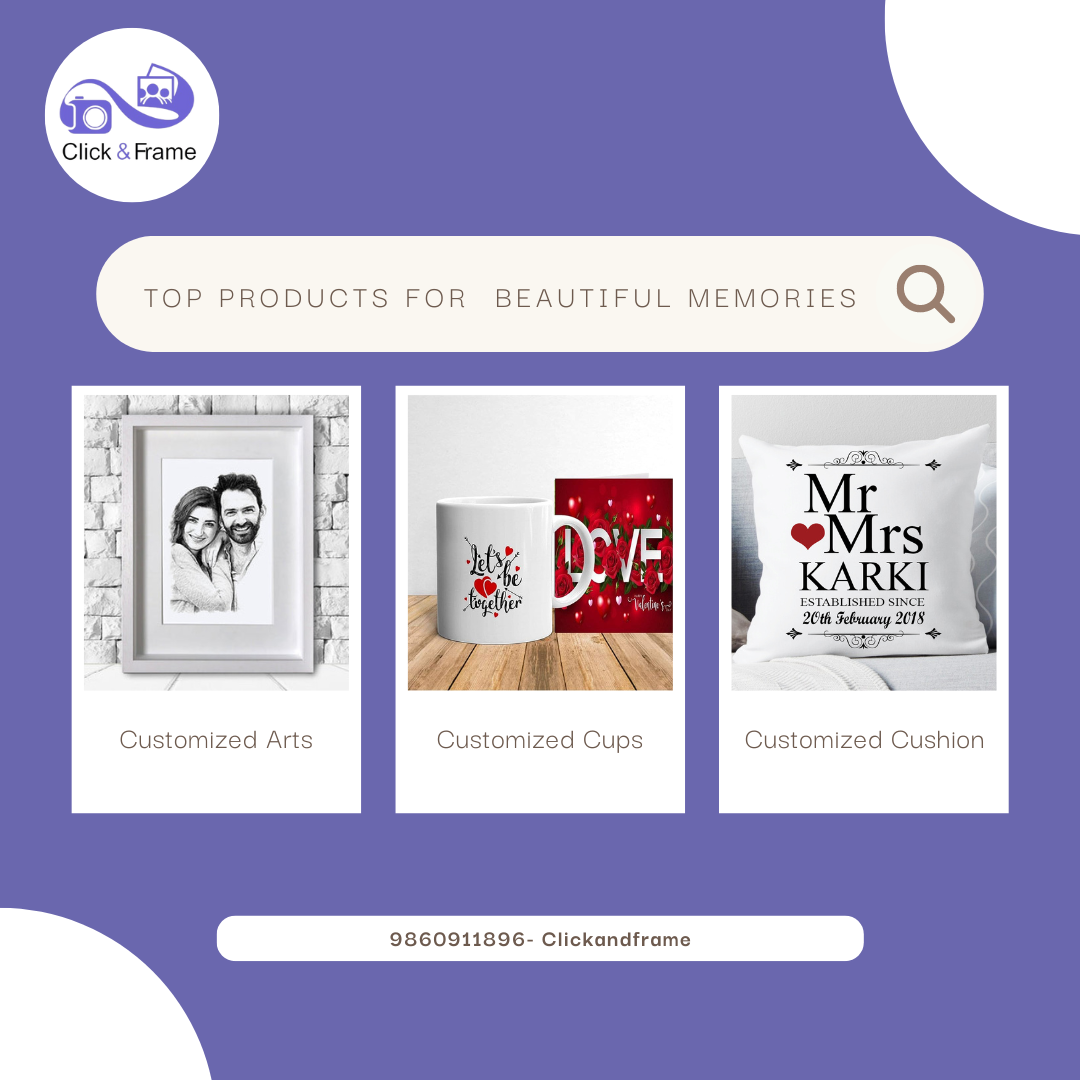 Click & Frame
TOP PRODUCTS FOR BEAUTIFUL MEMORIES
Let's
be
together
LOVE
Valentine's
Mr
Mrs
KARKI
ESTABLISHED SINCE
20th February 2018
Customized Arts
Customized Cups
Customized Cushion
9860911896- Clickandframe